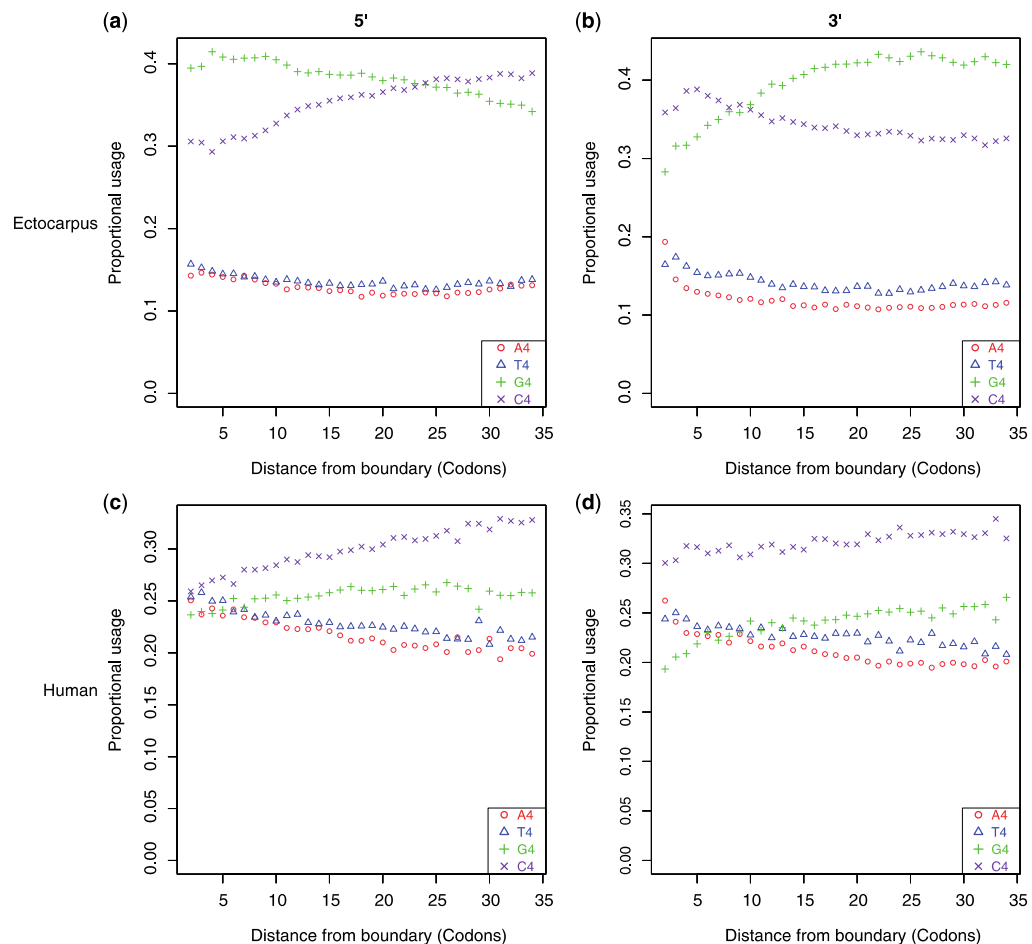 (a) 5'
(b) 3'
Ectocarpus
Proportional usage
0.4
0.3
0.2
0.1
0.0
A4
T4
G4
C4
5 10 15 20 25 30 35
Distance from boundary (Codons)
Proportional usage
0.4
0.3
0.2
0.1
0.0
A4
T4
G4
C4
5 10 15 20 25 30 35
Distance from boundary (Codons)
(c)
Human
Proportional usage
0.30
0.25
0.20
0.15
0.10
0.05
0.00
A4
T4
G4
C4
5 10 15 20 25 30 35
Distance from boundary (Codons)
(d)
Proportional usage
0.35
0.30
0.25
0.20
0.15
0.10
0.05
0.00
A4
T4
G4
C4
5 10 15 20 25 30 35
Distance from boundary (Codons)